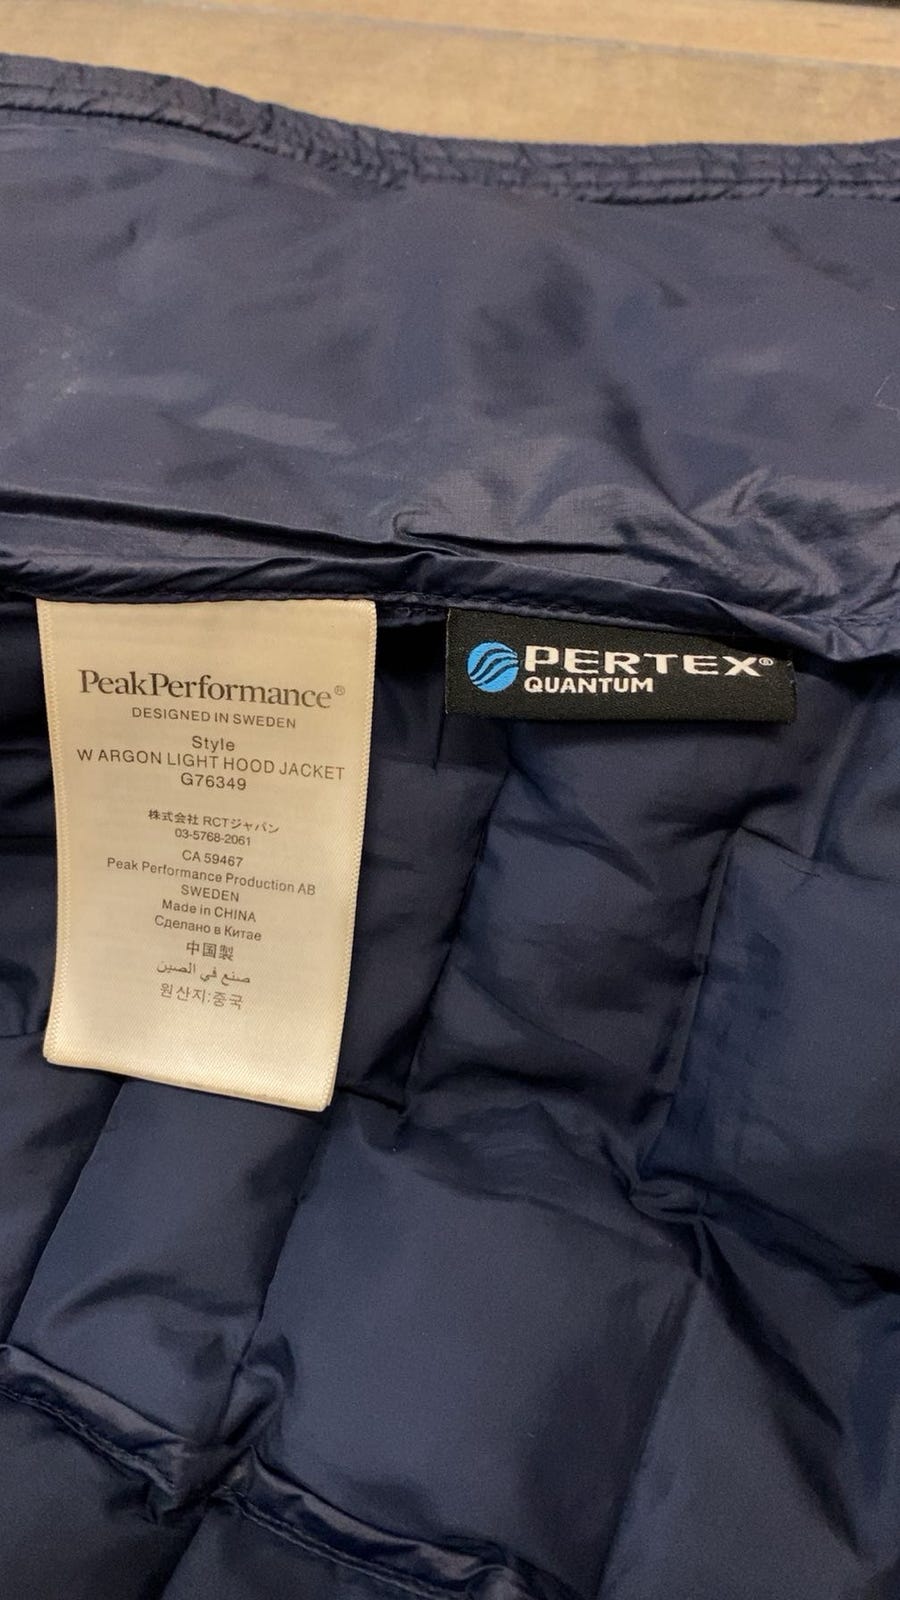 PeakPerformance®
DESIGNED IN SWEDEN
Style
W ARGON LIGHT HOOD JACKET
G76349
株式会社 RCTジャパン
03-5768-2061
CA 59467
Peak Performance Production AB
SWEDEN
Made in CHINA
Сделано в Китае
中国製
صنع في الصين
원산지:중국
PERTEX®
QUANTUM